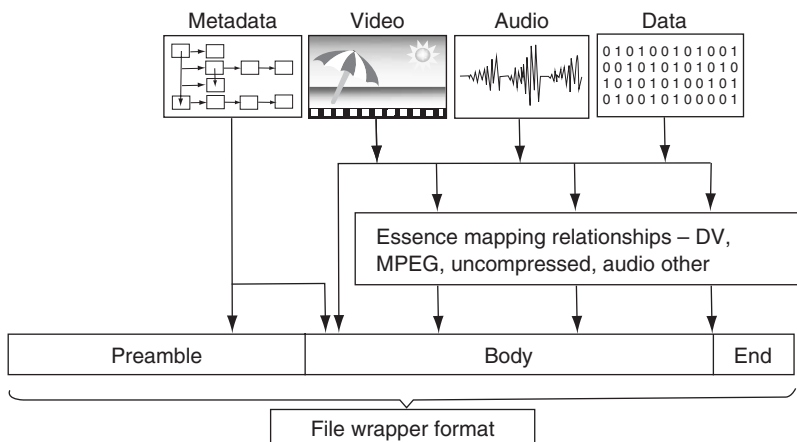 Metadata
Video
Audio
Data
0 1 0 1 0 0 1 0 1 0 0 1
0 0 1 0 1 0 1 0 1 0 1 0
1 0 1 0 1 0 1 0 0 1 0 1
0 1 0 0 1 0 1 0 0 0 0 1
Essence mapping relationships – DV,
MPEG, uncompressed, audio other
Preamble
Body
End
File wrapper format